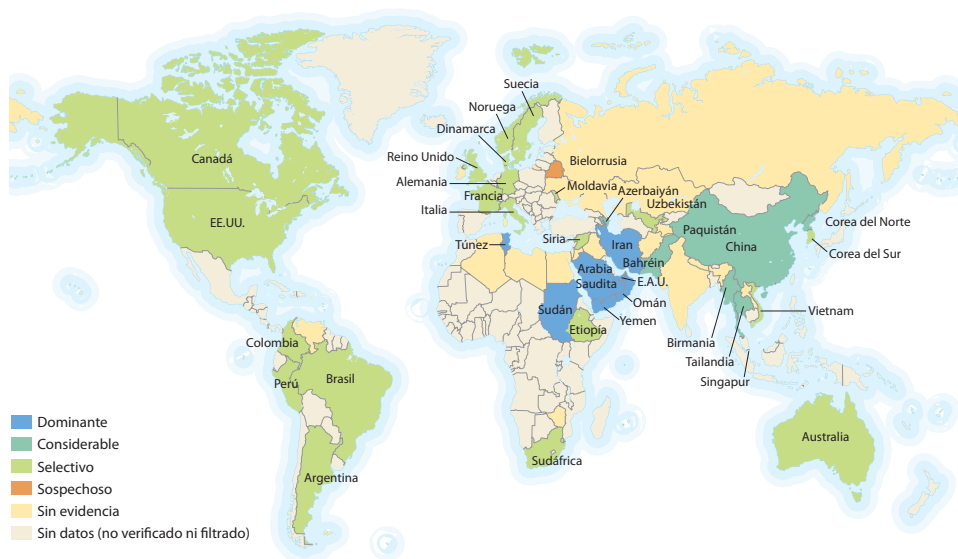 Suecia
Noruega
Dinamarca
Reino Unido
Alemania
Francia
Italia
Canadá
EE.UU.
Bielorrusia
Moldavia
Azerbaiyán
Uzbekistán
Paquistán
China
Corea del Norte
Corea del Sur
Túnez
Siria
Iran
Bahréin
Arabia
Saudita
E.A.U.
Omán
Yemen
Sudán
Etiopía
Vietnam
Birmania
Tailandia
Singapur
Colombia
Perú
Brasil
Argentina
Sudáfrica
Australia
Dominante
Considerable
Selectivo
Sospechoso
Sin evidencia
Sin datos (no verificado ni filtrado)